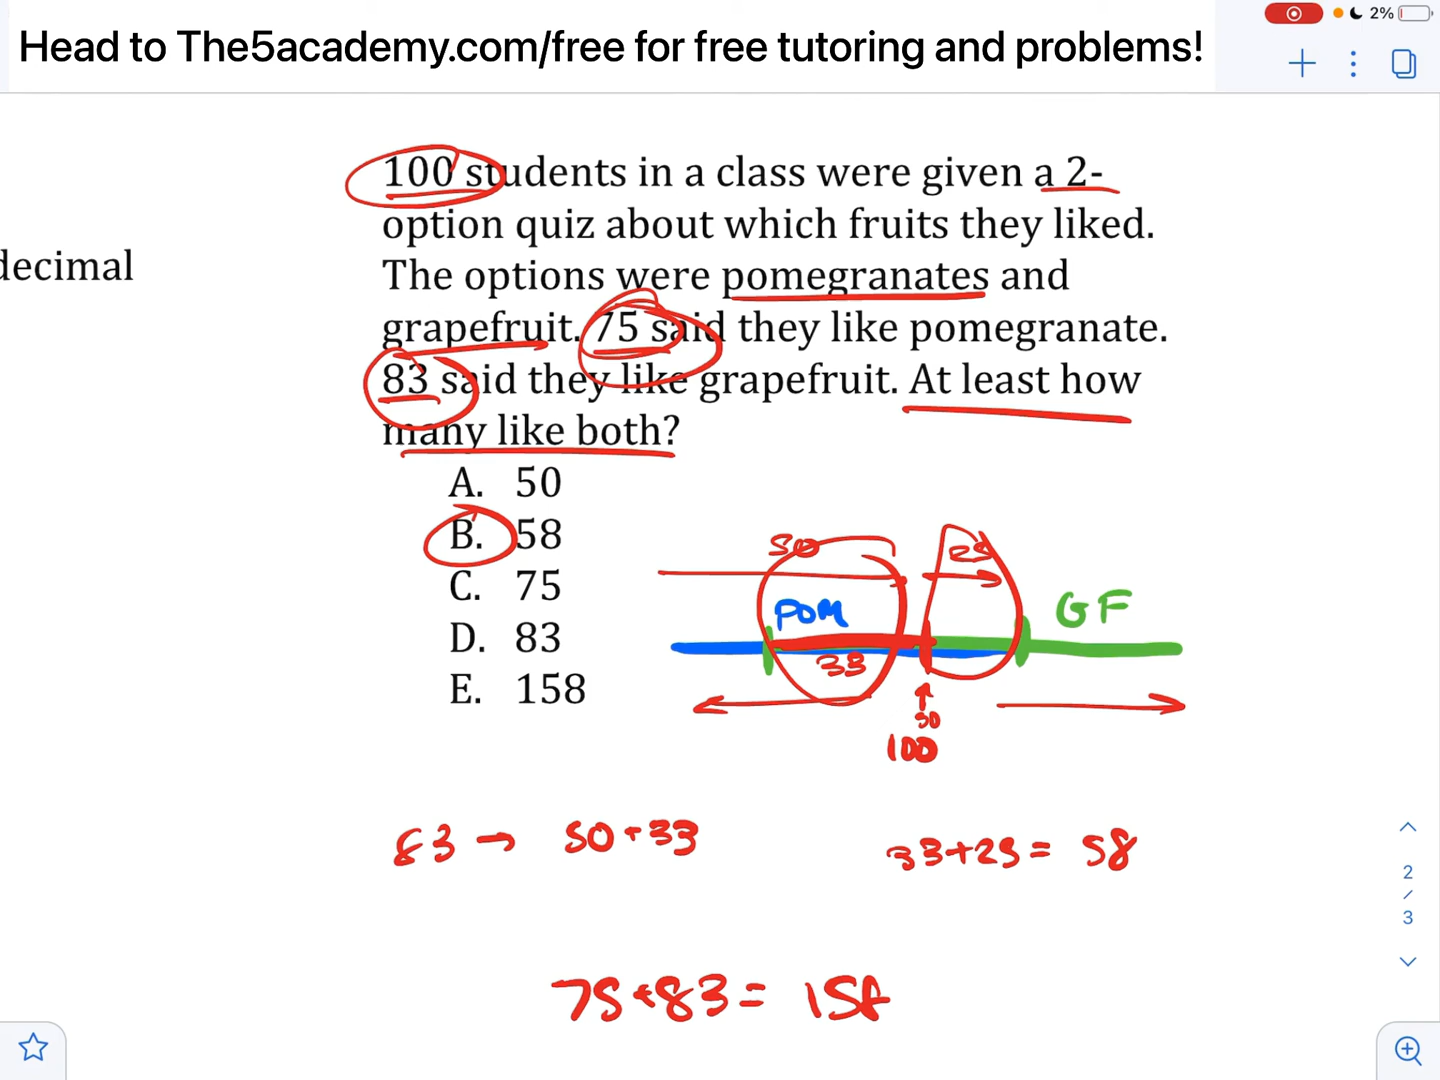 2%
Head to The5academy.com/free for free tutoring and problems!
decimal
100 students in a class were given a 2-
option quiz about which fruits they liked.
The options were pomegranates and
grapefruit. 75 said they like pomegranate.
83 said they like grapefruit. At least how
many like both?
A. 50
B. 58
C. 75
D. 83
E. 158
50
25
POM
GF
33
50
100
83 → 50+33
33+25 = 58
75+83 = 158
2
/
3